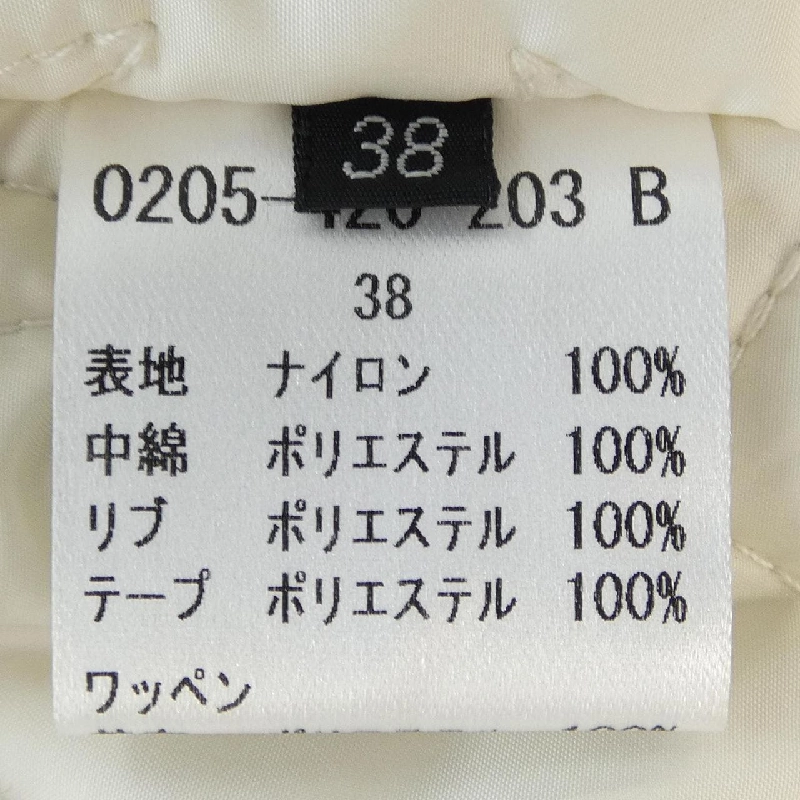 38
0205- 203 B
38
表地 ナイロン 100%
中綿 ポリエステル 100%
リブ ポリエステル 100%
テープ ポリエステル 100%
ワッペン